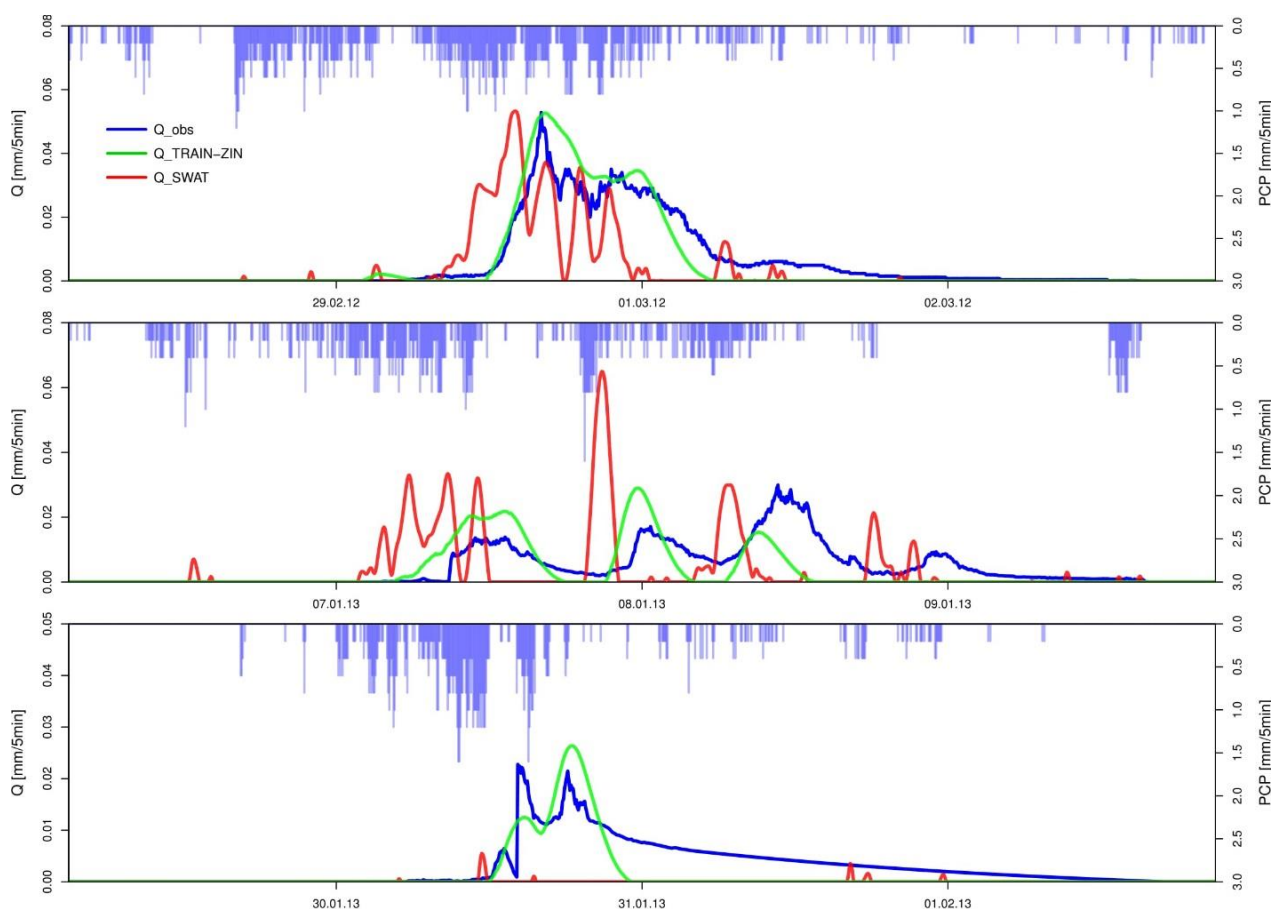 0.00 0.02 0.04 0.06 0.08
Q [mm/5min]
Q_obs
Q_TRAIN−ZIN
Q_SWAT
0.0 0.5 1.0 1.5 2.0 2.5 3.0
PCP [mm/5min]
29.02.12 01.03.12 02.03.12
0.00 0.02 0.04 0.06 0.08
Q [mm/5min]
0.0 0.5 1.0 1.5 2.0 2.5 3.0
PCP [mm/5min]
07.01.13 08.01.13 09.01.13
0.00 0.01 0.02 0.03 0.04 0.05
Q [mm/5min]
0.0 0.5 1.0 1.5 2.0 2.5 3.0
PCP [mm/5min]
30.01.13 31.01.13 01.02.13